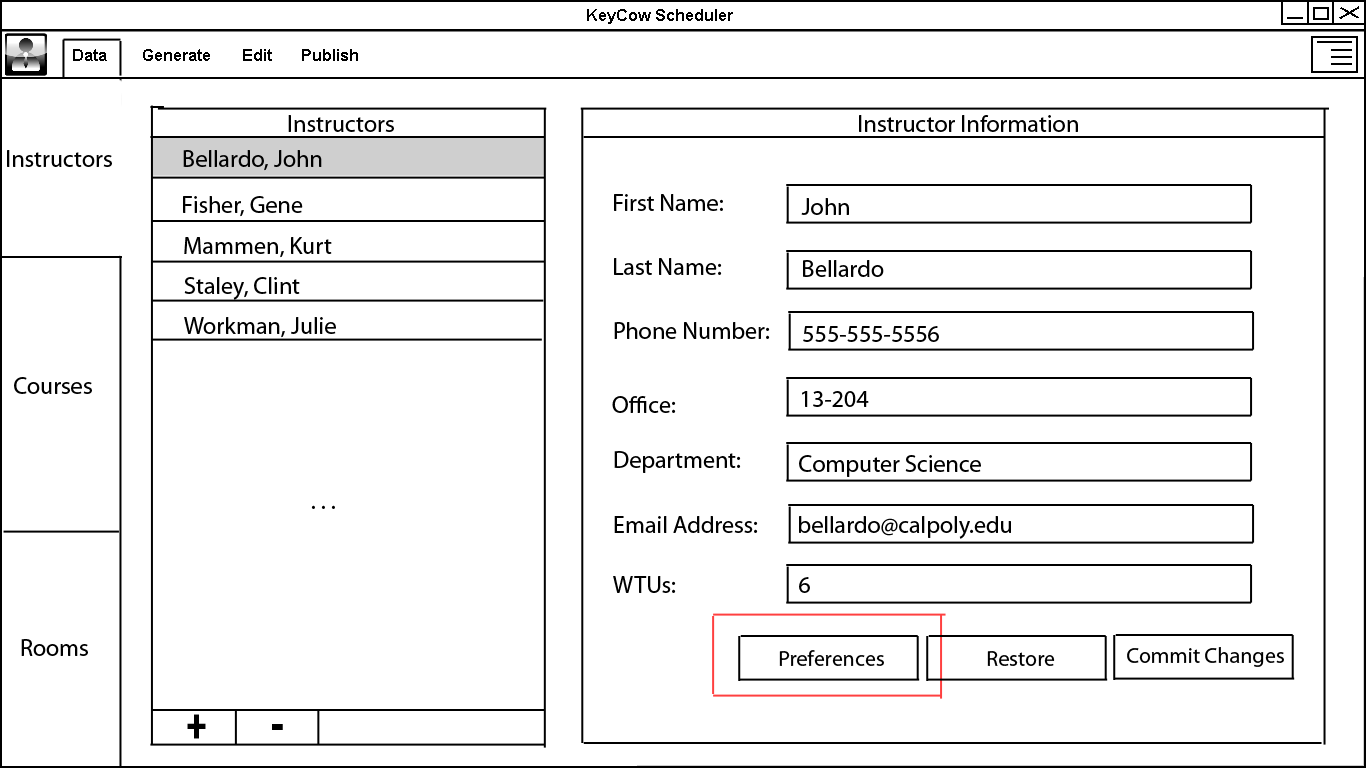 KeyCow Scheduler
Data Generate Edit Publish
Instructors
Courses
Rooms
Instructors
Bellardo, John
Fisher, Gene
Mammen, Kurt
Staley, Clint
Workman, Julie
...
+ -
Instructor Information
First Name: John
Last Name: Bellardo
Phone Number: 555-555-5556
Office: 13-204
Department: Computer Science
Email Address: bellardo@calpoly.edu
WTUs: 6
Preferences Restore Commit Changes